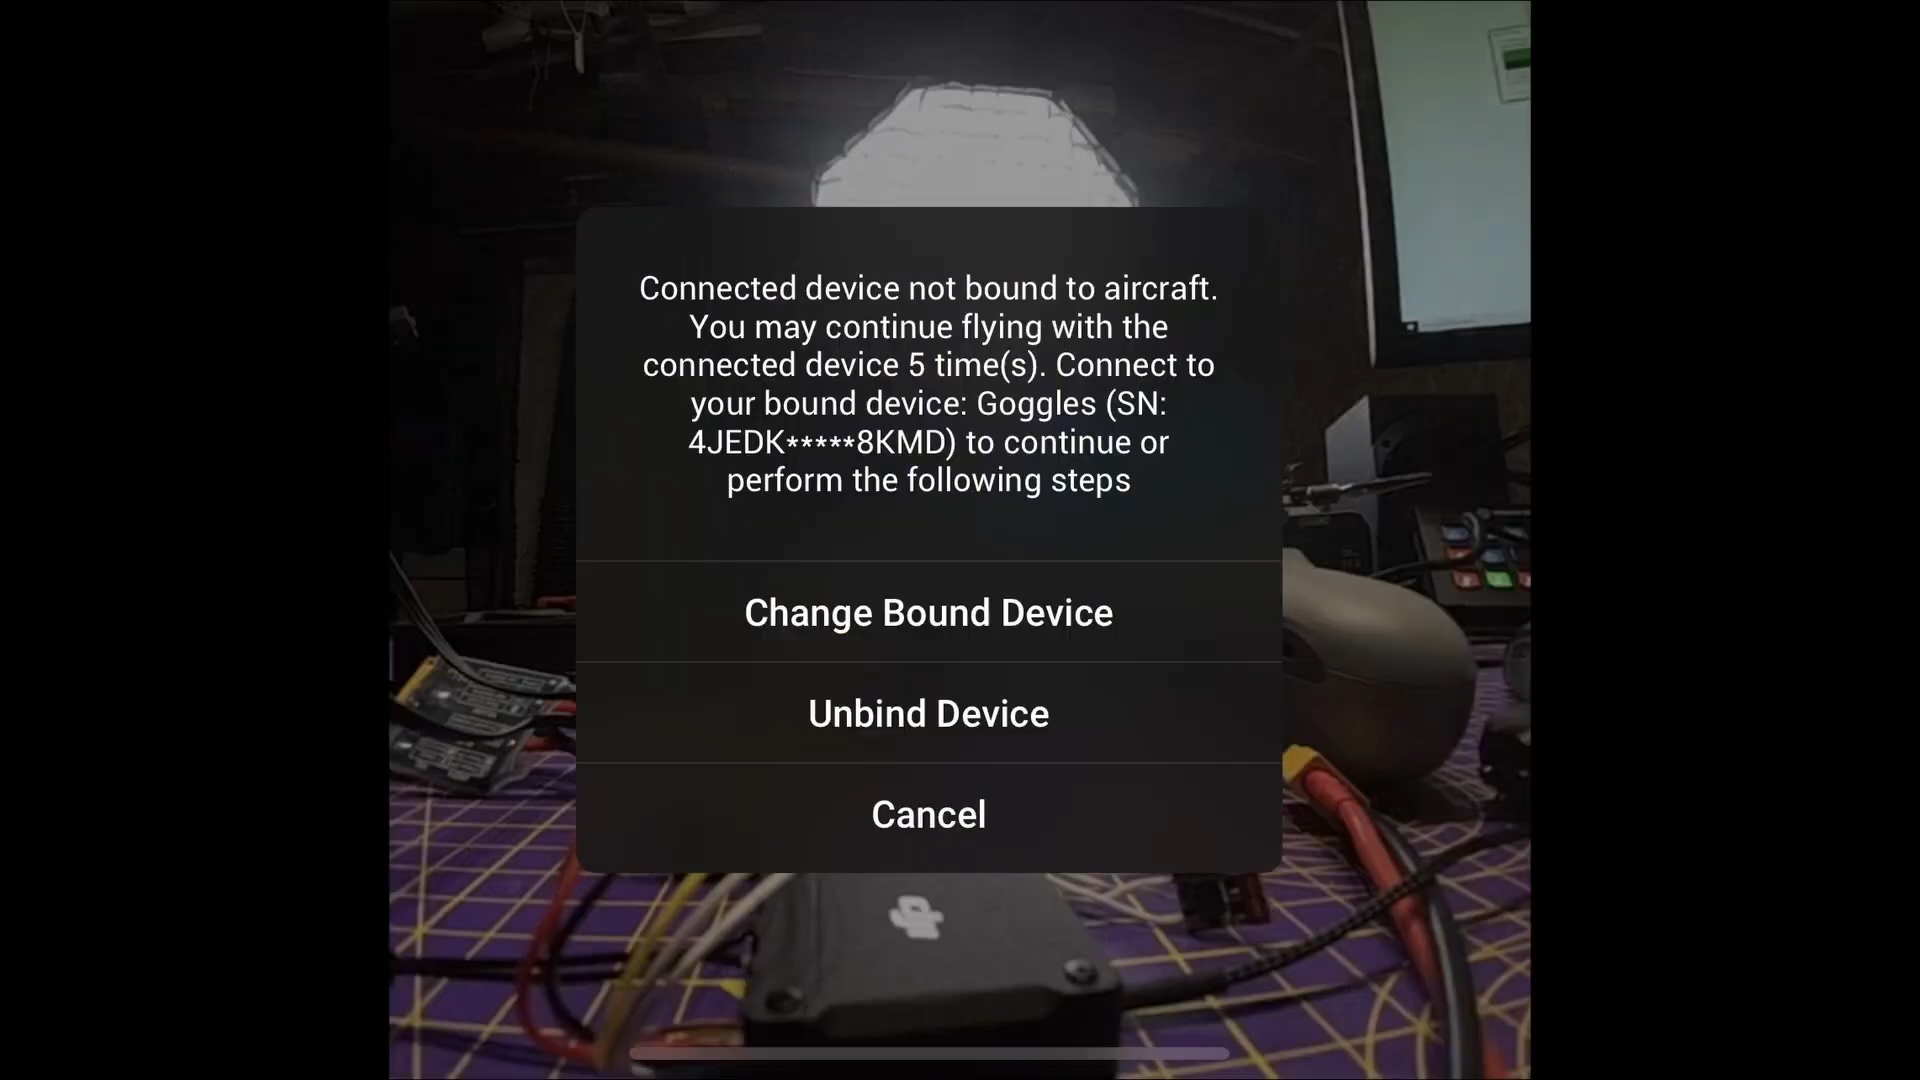 Connected device not bound to aircraft.
You may continue flying with the
connected device 5 time(s). Connect to
your bound device: Goggles (SN:
4JEDK*****8KMD) to continue or
perform the following steps
Change Bound Device
Unbind Device
Cancel